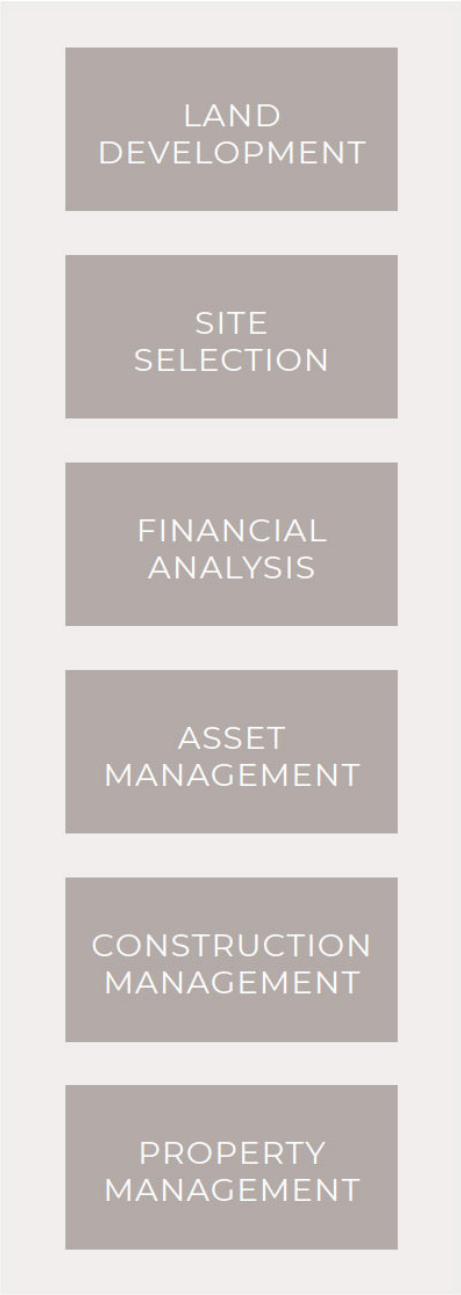 LAND
DEVELOPMENT
SITE
SELECTION
FINANCIAL
ANALYSIS
ASSET
MANAGEMENT
CONSTRUCTION
MANAGEMENT
PROPERTY
MANAGEMENT